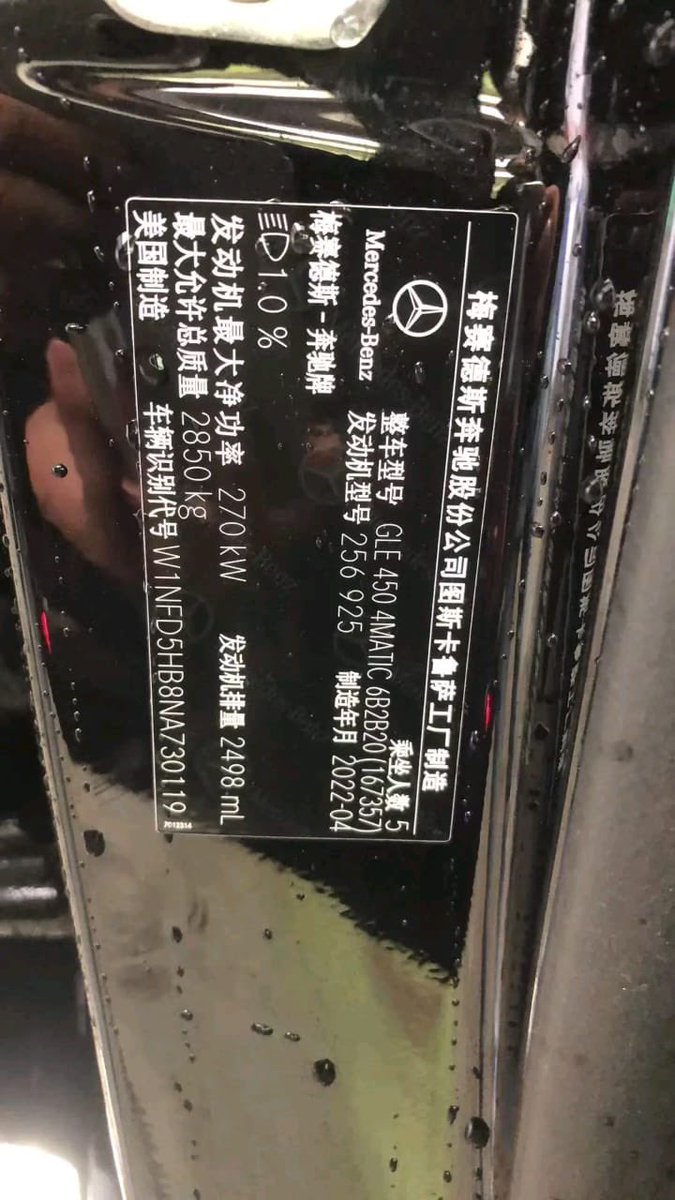 梅赛德斯奔驰股份公司图斯卡鲁萨工厂制造
Mercedes-Benz
梅赛德斯-奔驰牌
乘坐人数 5
整车型号 GLE 450 4MATIC 6B2B20 (167357)
发动机型号 256 925 制造年月 2022-04
1.0 %
发动机最大净功率 270 kW 发动机排量 2498 mL
最大允许总质量 2850 kg
美国制造 车辆识别代号 W1NFD5HB8NA730119
7012314